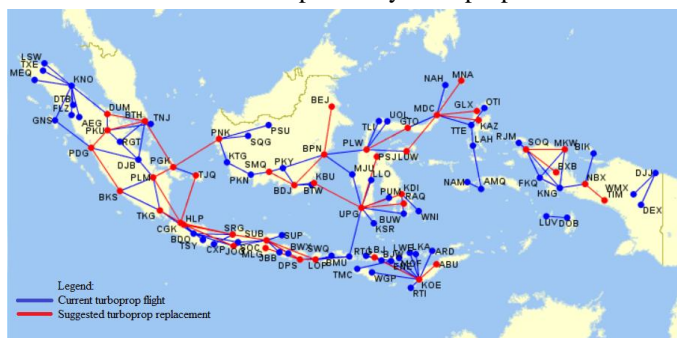 LSW
TXE
MEQ
KNO
DTB
FLZ
GNS
AEG
DUM
BTH
TNJ
PKU
RGT
PDG
DJB
PGK
PLM
TJQ
BKS
TKG
HLP
CGK
BDO
TSY
CXP
JOG
SOC
SRG
MLG
SUB
JBB
SUP
BWX
DPS
SWQ
LOP
BMU
PNK
PSU
SQG
KTG
PKN
SMQ
PKY
BDJ
KBU
BTW
BEJ
BPN
PLW
TLI
UOL
GTO
PSJ
LUW
MJU
LLO
UPG
PUM
KDI
RAQ
BUW
WNI
KSR
NAH
MNA
MDC
GLX
OTI
KAZ
TTE
LAH
NAM
AMQ
RJM
SOQ
MKW
BIK
BXB
FKQ
KNG
NBX
TIM
WMX
DJJ
DEX
LUV
DOB
RTG
LBJ
BJW
ENE
LWE
MOF
LKA
ARD
ABU
KOE
RTI
TMC
WGP
Legend:
Current turboprop flight
Suggested turboprop replacement